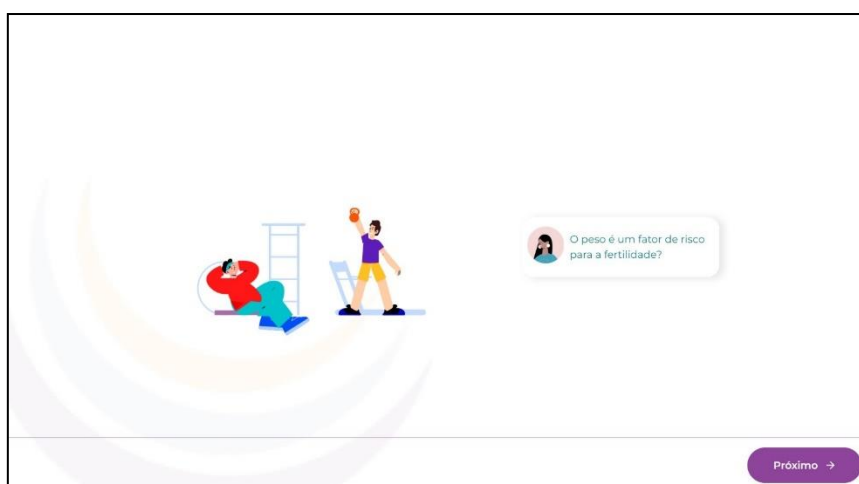 O peso é um fator de risco
para a fertilidade?
Próximo →